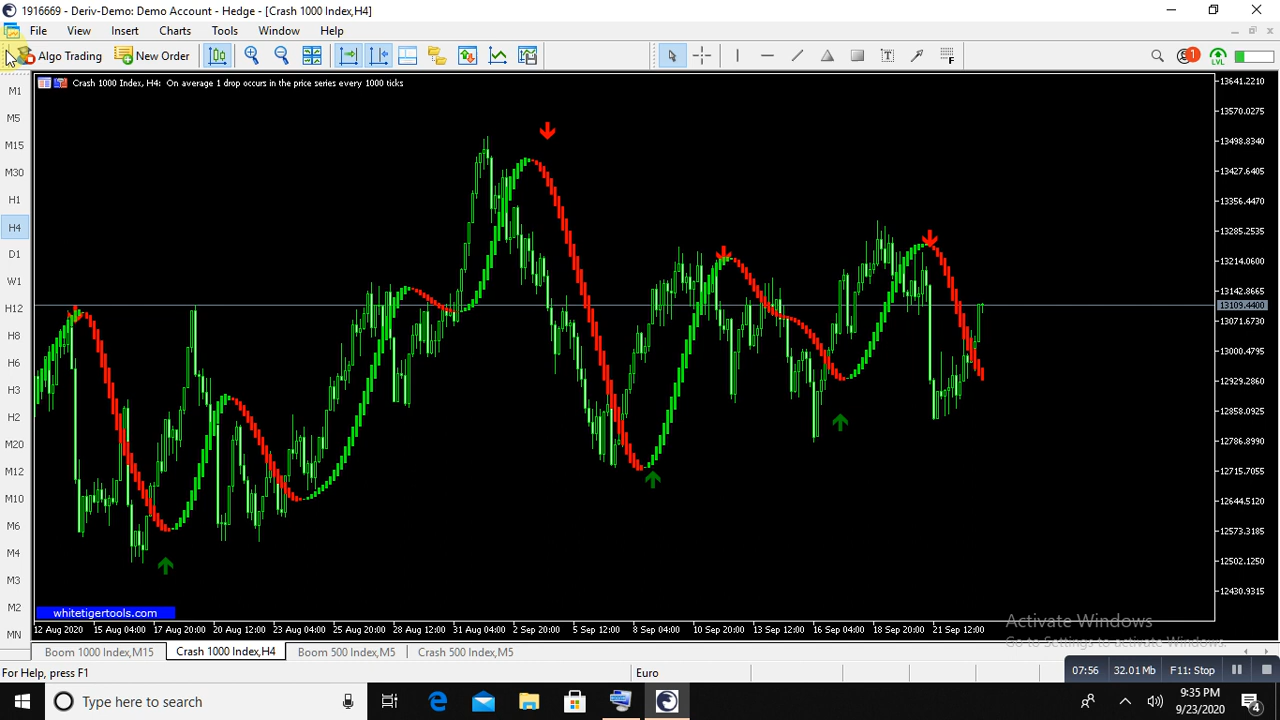 1916669 - Deriv-Demo: Demo Account - Hedge - [Crash 1000 Index,H4]
File View Insert Charts Tools Window Help
Algo Trading New Order 1 LVL
Crash 1000 Index, H4: On average 1 drop occurs in the price series every 1000 ticks
M1
M5
M15
M30
H1
H4
D1
W1
H12
H8
H6
H3
H2
M20
M12
M10
M6
M4
M3
M2
MN
13641.2210
13570.0275
13498.8340
13427.6405
13356.4470
13285.2535
13214.0600
13142.8665
13109.4400
13071.6730
13000.4795
12929.2860
12858.0925
12786.8990
12715.7055
12644.5120
12573.3185
12502.1250
12430.9315
whitetigertools.com
12 Aug 2020 15 Aug 04:00 17 Aug 20:00 20 Aug 12:00 23 Aug 04:00 25 Aug 20:00 28 Aug 12:00 31 Aug 04:00 2 Sep 20:00 5 Sep 12:00 8 Sep 04:00 10 Sep 20:00 13 Sep 12:00 16 Sep 04:00 18 Sep 20:00 21 Sep 12:00
Activate Windows
Go to Settings to activate Windows.
Boom 1000 Index,M15 Crash 1000 Index,H4 Boom 500 Index,M5 Crash 500 Index,M5
For Help, press F1 Euro
07:56 32.01 Mb F11: Stop
Type here to search
9:35 PM
9/23/2020
4